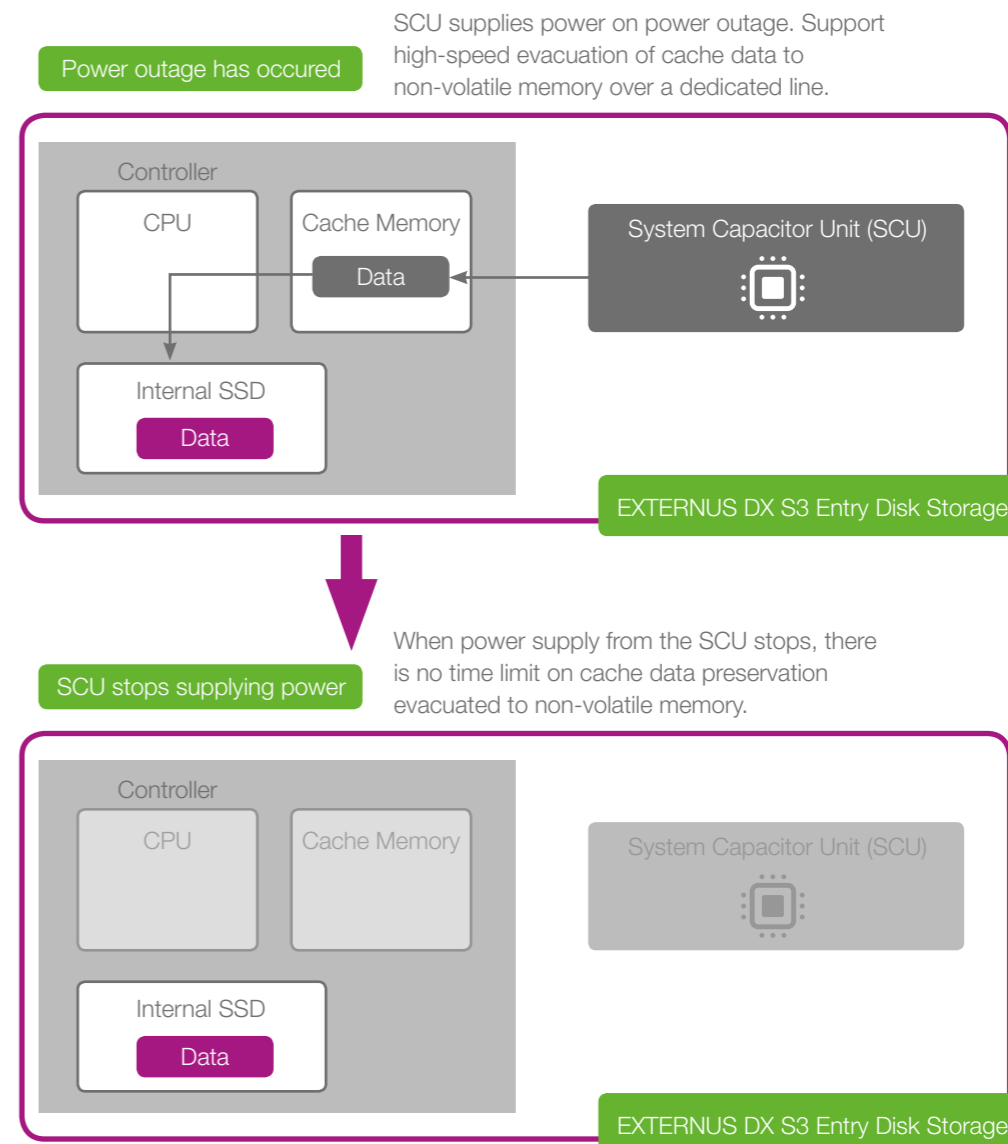 SCU supplies power on power outage. Support
high-speed evacuation of cache data to
non-volatile memory over a dedicated line.
Power outage has occured
Controller
CPU
Cache Memory
Data
System Capacitor Unit (SCU)
Internal SSD
Data
EXTERNUS DX S3 Entry Disk Storage
When power supply from the SCU stops, there
is no time limit on cache data preservation
evacuated to non-volatile memory.
SCU stops supplying power
Controller
CPU
Cache Memory
System Capacitor Unit (SCU)
Internal SSD
Data
EXTERNUS DX S3 Entry Disk Storage